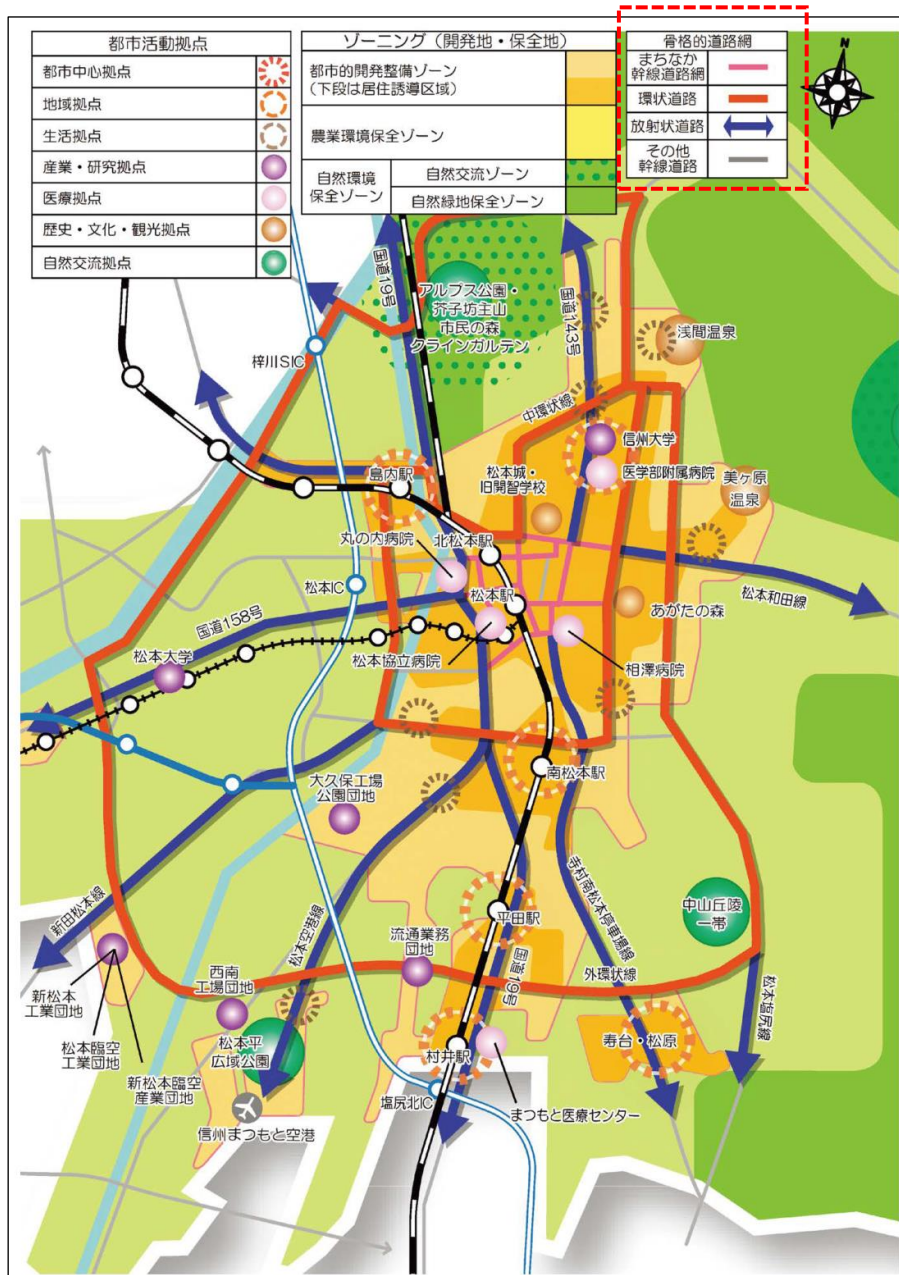 都市活動拠点
都市中心拠点
地域拠点
生活拠点
産業・研究拠点
医療拠点
歴史・文化・観光拠点
自然交流拠点
ゾーニング（開発地・保全地）
都市的開発整備ゾーン
（下段は居住誘導区域）
農業環境保全ゾーン
自然環境
保全ゾーン
自然交流ゾーン
自然緑地保全ゾーン
骨格的道路網
まちなか
幹線道路網
環状道路
放射状道路
その他
幹線道路
N
国道19号
アルプス公園・
芥子坊主山
市民の森
クラインガルテン
国道143号
浅間温泉
梓川SIC
中環状線
信州大学
医学部附属病院
島内駅
松本城・
旧開智学校
美ヶ原
温泉
丸の内病院
北松本駅
松本IC
松本駅
あがたの森
松本和田線
国道158号
松本大学
松本協立病院
相澤病院
南松本駅
大久保工場
公園団地
新田松本線
松本空港線
平田駅
寺村南松本停車場線
中山丘陵
一帯
流通業務
団地
国道19号
外環状線
松本塩尻線
新松本
工業団地
西南
工場団地
松本臨空
工業団地
松本平
広域公園
村井駅
寿台・松原
新松本臨空
産業団地
塩尻北IC
まつもと医療センター
信州まつもと空港